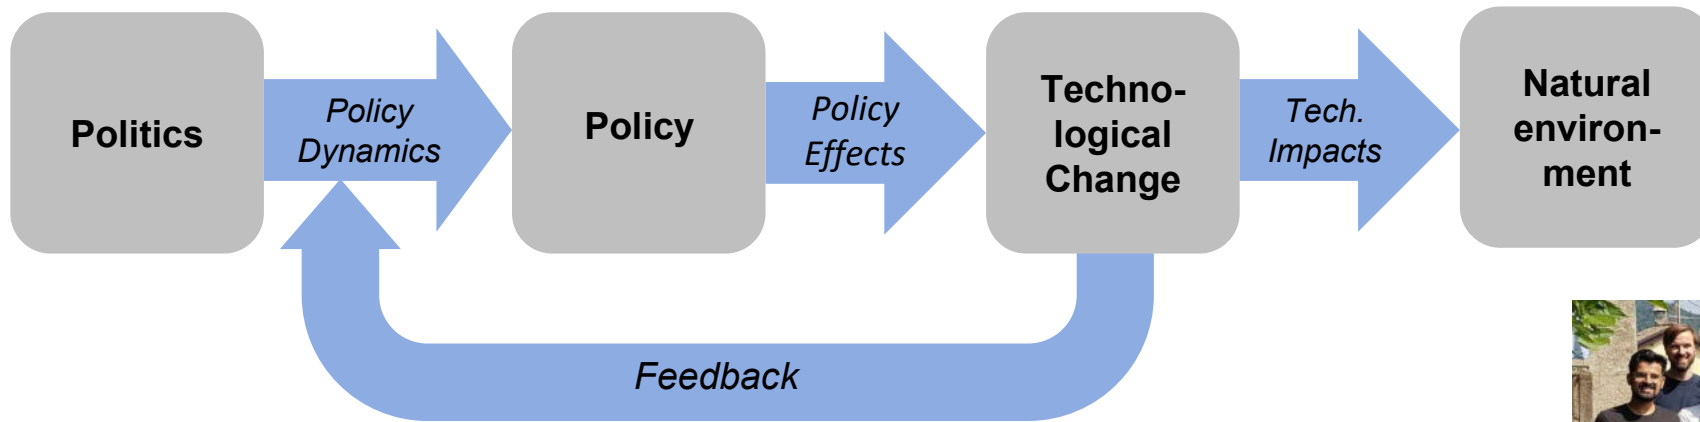 Politics
Policy
Dynamics
Policy
Policy
Effects
Techno-
logical
Change
Tech.
Impacts
Natural
environ-
ment
Feedback